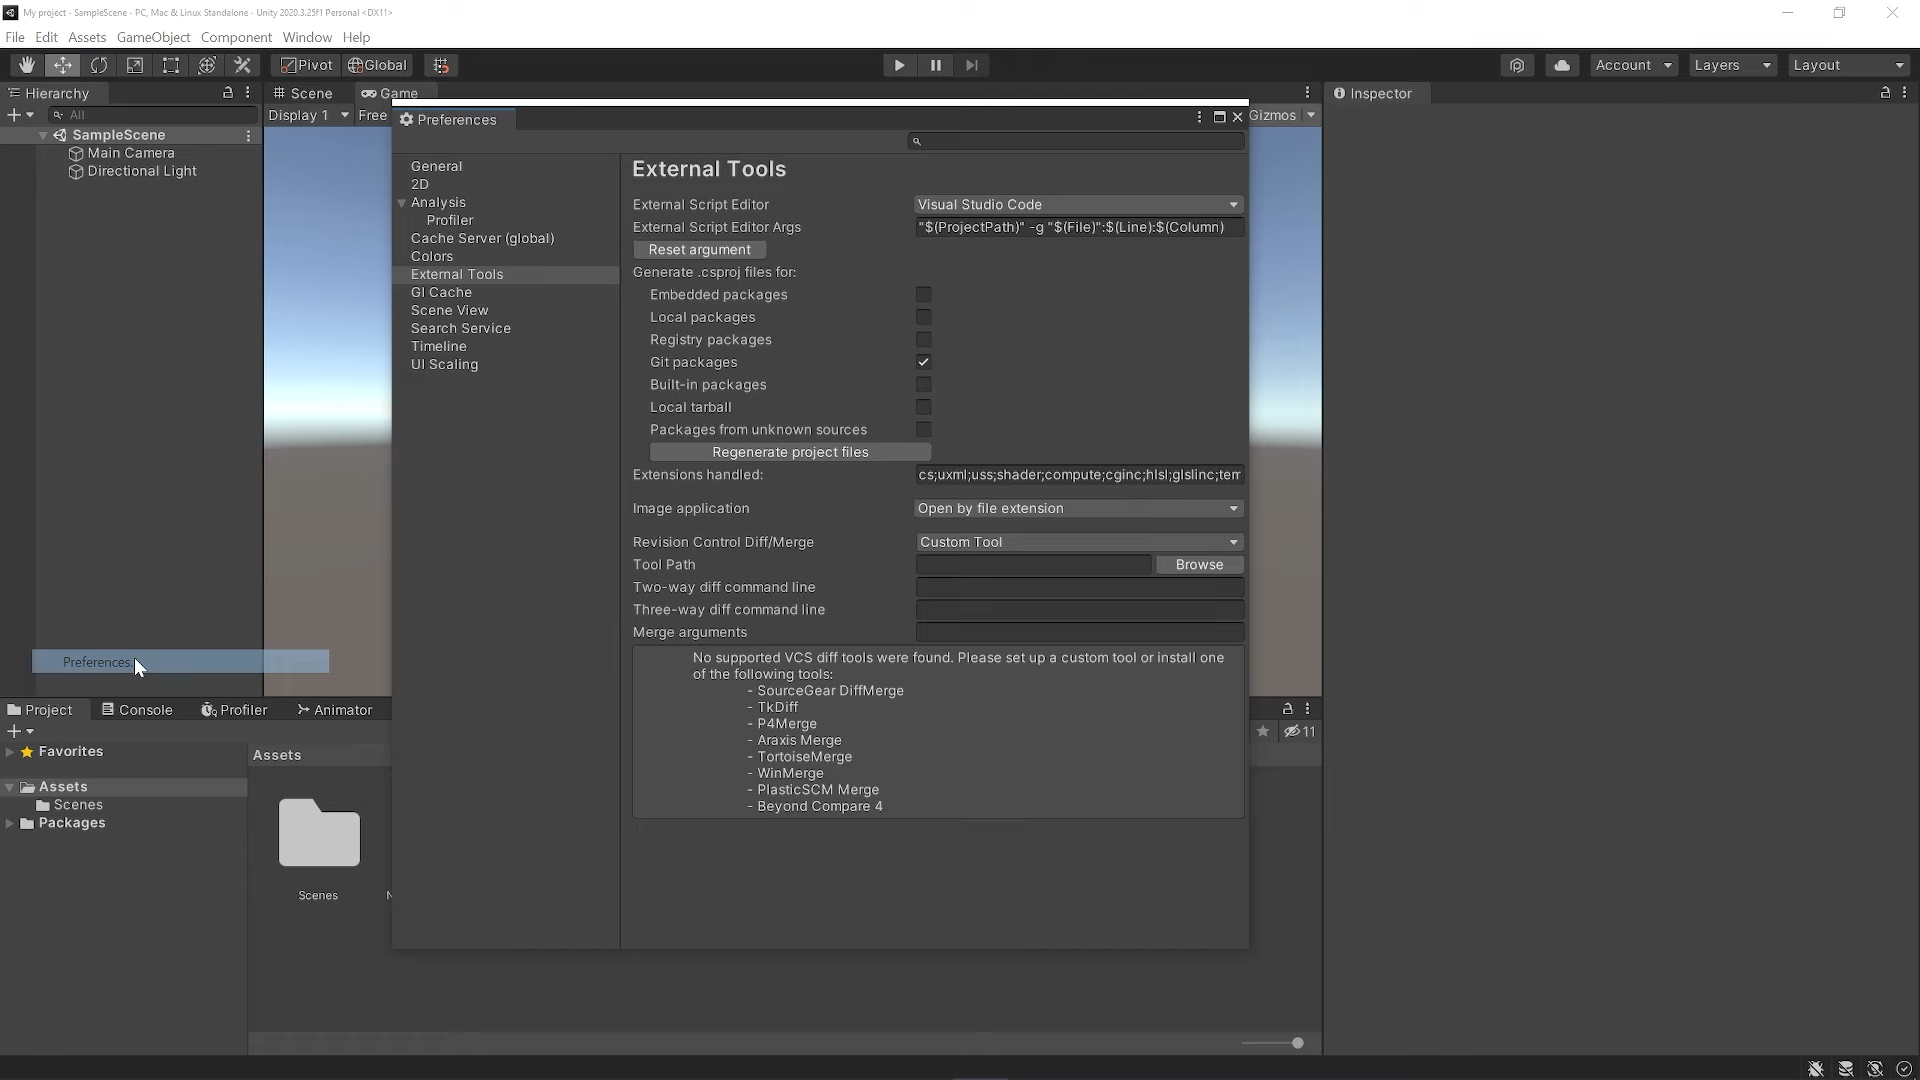 My project - SampleScene - PC, Mac & Linux Standalone - Unity 2020.3.25f1 Personal <DX11>
File Edit Assets GameObject Component Window Help
Pivot Global Account Layers Layout
Hierarchy Scene Game Inspector
All Display 1 Free Gizmos
SampleScene
Main Camera
Directional Light
Preferences
General
2D
Analysis
Profiler
Cache Server (global)
Colors
External Tools
GI Cache
Scene View
Search Service
Timeline
UI Scaling
External Tools
External Script Editor Visual Studio Code
External Script Editor Args "$(ProjectPath)" -g "$(File)":$(Line):$(Column)
Reset argument
Generate .csproj files for:
Embedded packages
Local packages
Registry packages
Git packages
Built-in packages
Local tarball
Packages from unknown sources
Regenerate project files
Extensions handled: cs;uxml;uss;shader;compute;cginc;hlsl;glslinc;tem
Image application Open by file extension
Revision Control Diff/Merge Custom Tool
Tool Path Browse
Two-way diff command line
Three-way diff command line
Merge arguments
No supported VCS diff tools were found. Please set up a custom tool or install one
of the following tools:
- SourceGear DiffMerge
- TkDiff
- P4Merge
- Araxis Merge
- TortoiseMerge
- WinMerge
- PlasticSCM Merge
- Beyond Compare 4
Preferences.
Project Console Profiler Animator
11
Favorites
Assets
Scenes
Packages
Assets
Scenes